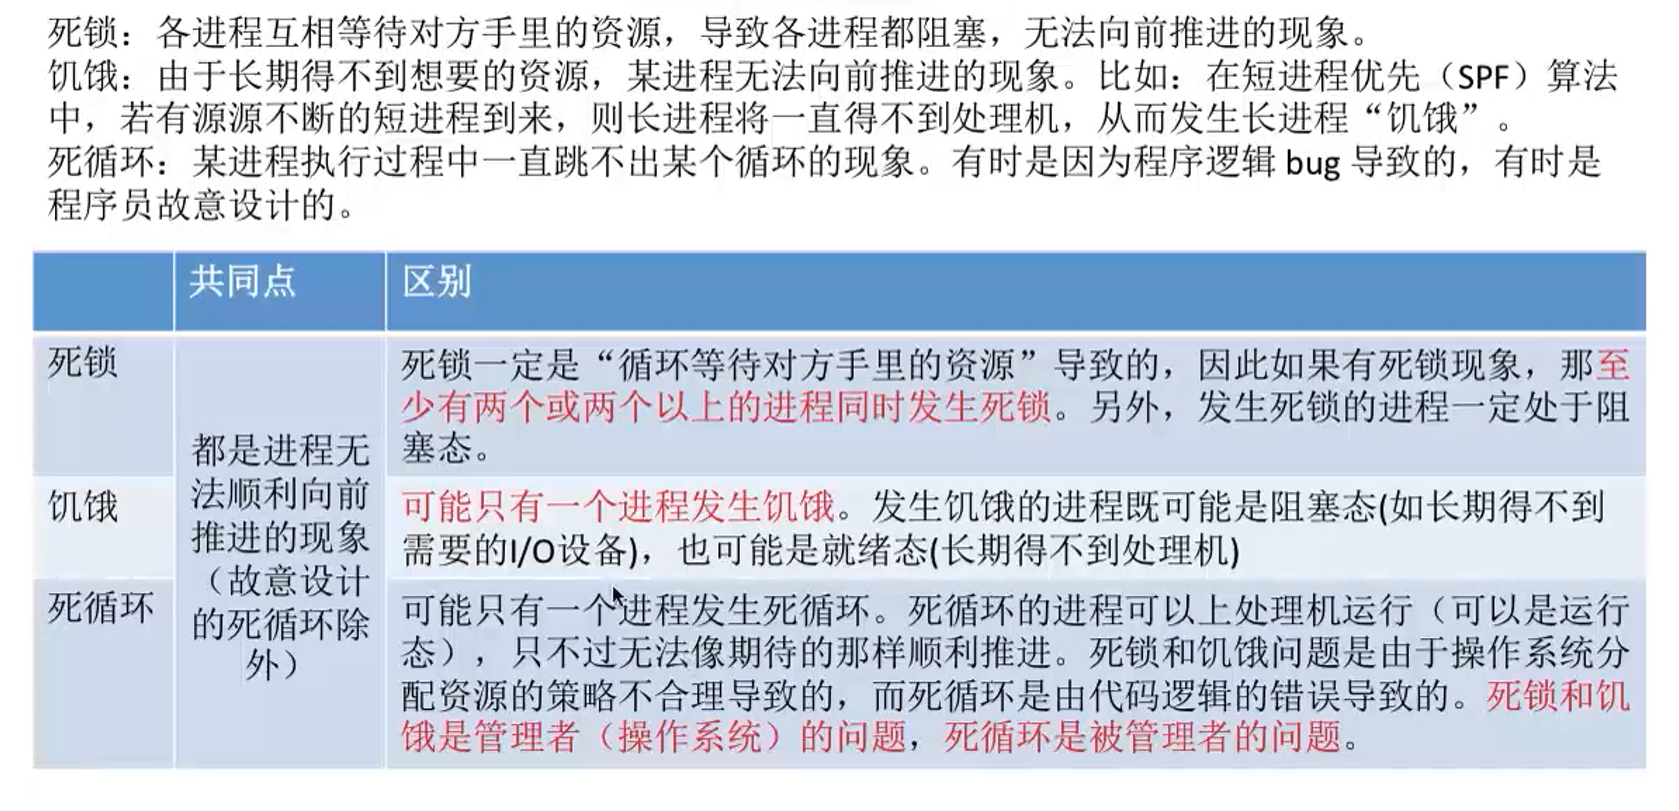 死锁：各进程互相等待对方手里的资源，导致各进程都阻塞，无法向前推进的现象。
饥饿：由于长期得不到想要的资源，某进程无法向前推进的现象。比如：在短进程优先（SPF）算法
中，若有源源不断的短进程到来，则长进程将一直得不到处理机，从而发生长进程“饥饿”。
死循环：某进程执行过程中一直跳不出某个循环的现象。有时是因为程序逻辑 bug 导致的，有时是
程序员故意设计的。
共同点
区别
死锁
都是进程无
法顺利向前
推进的现象
（故意设计
的死循环除
外）
死锁一定是“循环等待对方手里的资源”导致的，因此如果有死锁现象，那至
少有两个或两个以上的进程同时发生死锁。另外，发生死锁的进程一定处于阻
塞态。
饥饿
可能只有一个进程发生饥饿。发生饥饿的进程既可能是阻塞态(如长期得不到
需要的I/O设备)，也可能是就绪态(长期得不到处理机)
死循环
可能只有一个进程发生死循环。死循环的进程可以上处理机运行（可以是运行
态），只不过无法像期待的那样顺利推进。死锁和饥饿问题是由于操作系统分
配资源的策略不合理导致的，而死循环是由代码逻辑的错误导致的。死锁和饥
饿是管理者（操作系统）的问题，死循环是被管理者的问题。